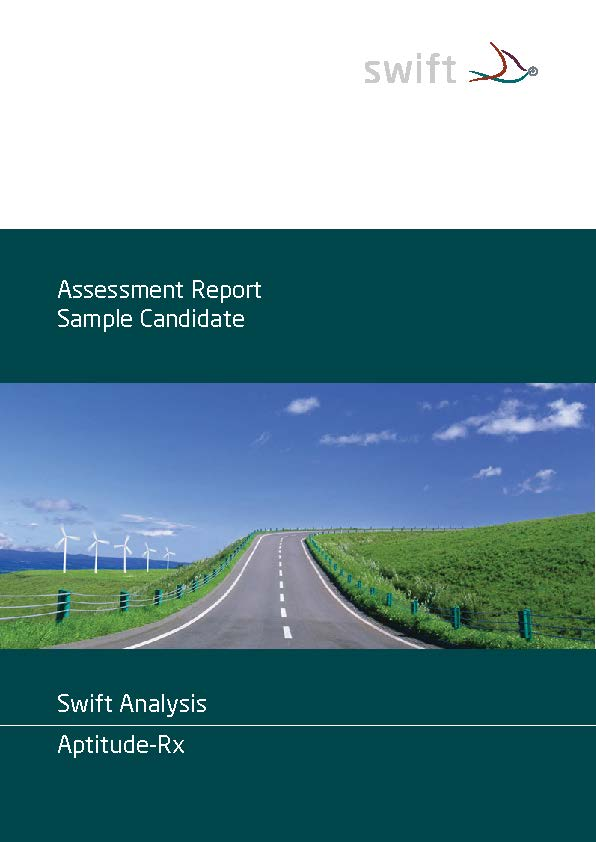 swift
Assessment Report
Sample Candidate
Swift Analysis
Aptitude-Rx